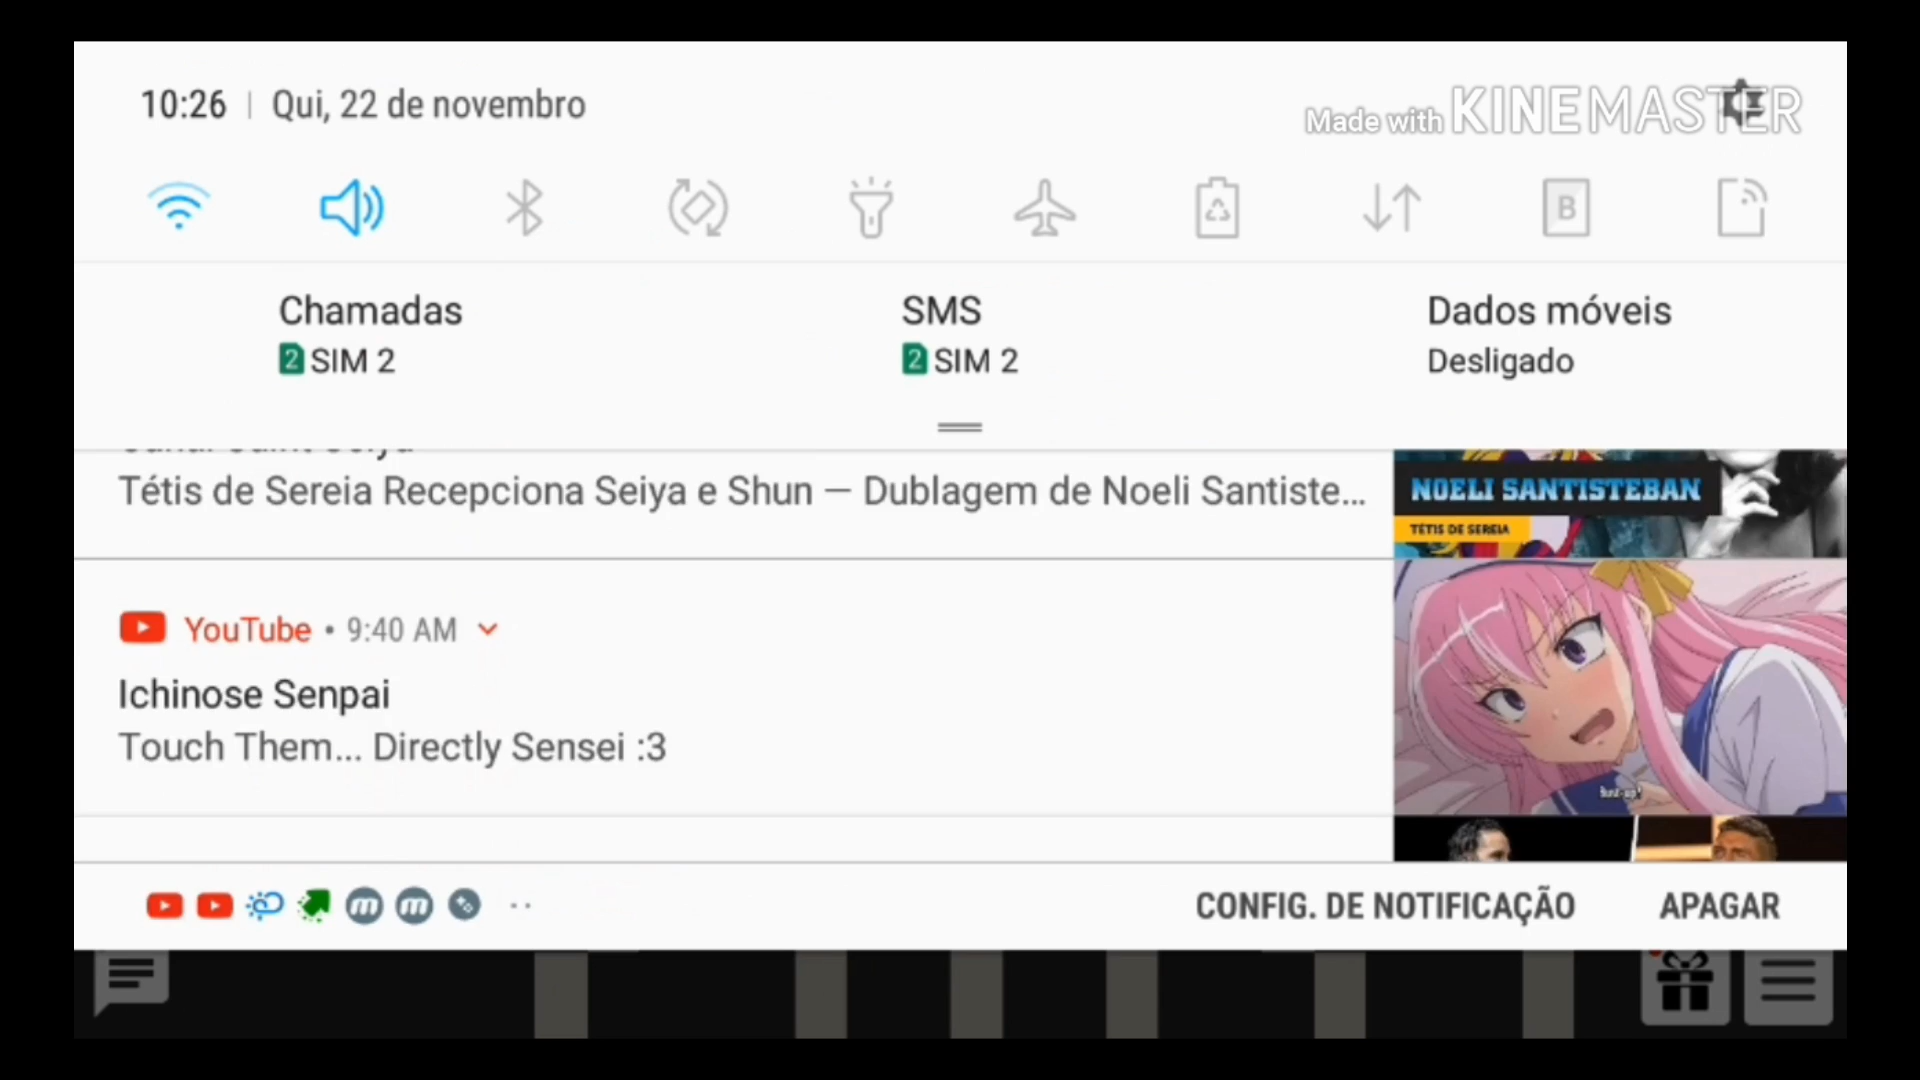 10:26 | Qui, 22 de novembro
Made with KINEMASTER
B
Chamadas
2 SIM 2
SMS
2 SIM 2
Dados móveis
Desligado
Tétis de Sereia Recepciona Seiya e Shun — Dublagem de Noeli Santiste...
NOELI SANTISTEBAN
TÉTIS DE SEREIA
YouTube • 9:40 AM
Ichinose Senpai
Touch Them... Directly Sensei :3
CONFIG. DE NOTIFICAÇÃO
APAGAR